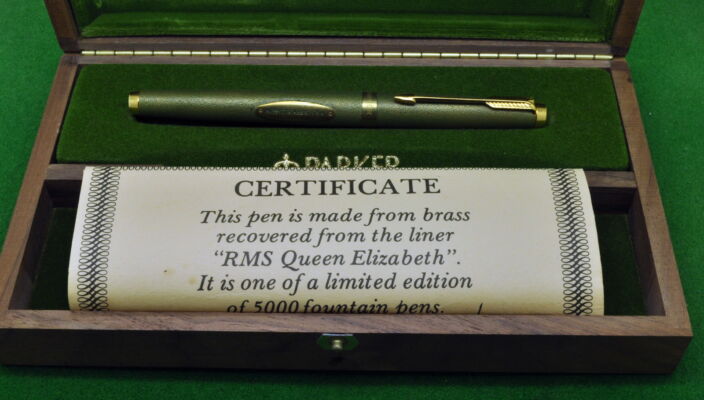 PARKER
CERTIFICATE
This pen is made from brass
recovered from the liner
"RMS Queen Elizabeth".
It is one of a limited edition
of 5000 fountain pens.